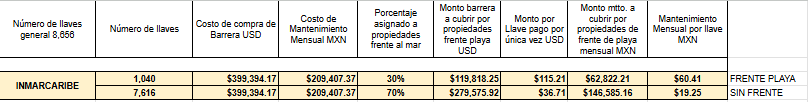 Número de llaves general 8,656 | Número de llaves | Costo de compra de Barrera USD | Costo de Mantenimiento Mensual MXN | Porcentaje asignado a propiedades frente al mar | Monto barrera a cubrir por propiedades frente playa USD | Monto por Llave pago por única vez USD | Monto mtto. a cubrir por propiedades de frente de playa mensual MXN | Mantenimiento Mensual por llave MXN
INMARCARIBE
1,040 | $399,394.17 | $209,407.37 | 30% | $119,818.25 | $115.21 | $62,822.21 | $60.41 | FRENTE PLAYA
7,616 | $399,394.17 | $209,407.37 | 70% | $279,575.92 | $36.71 | $146,585.16 | $19.25 | SIN FRENTE